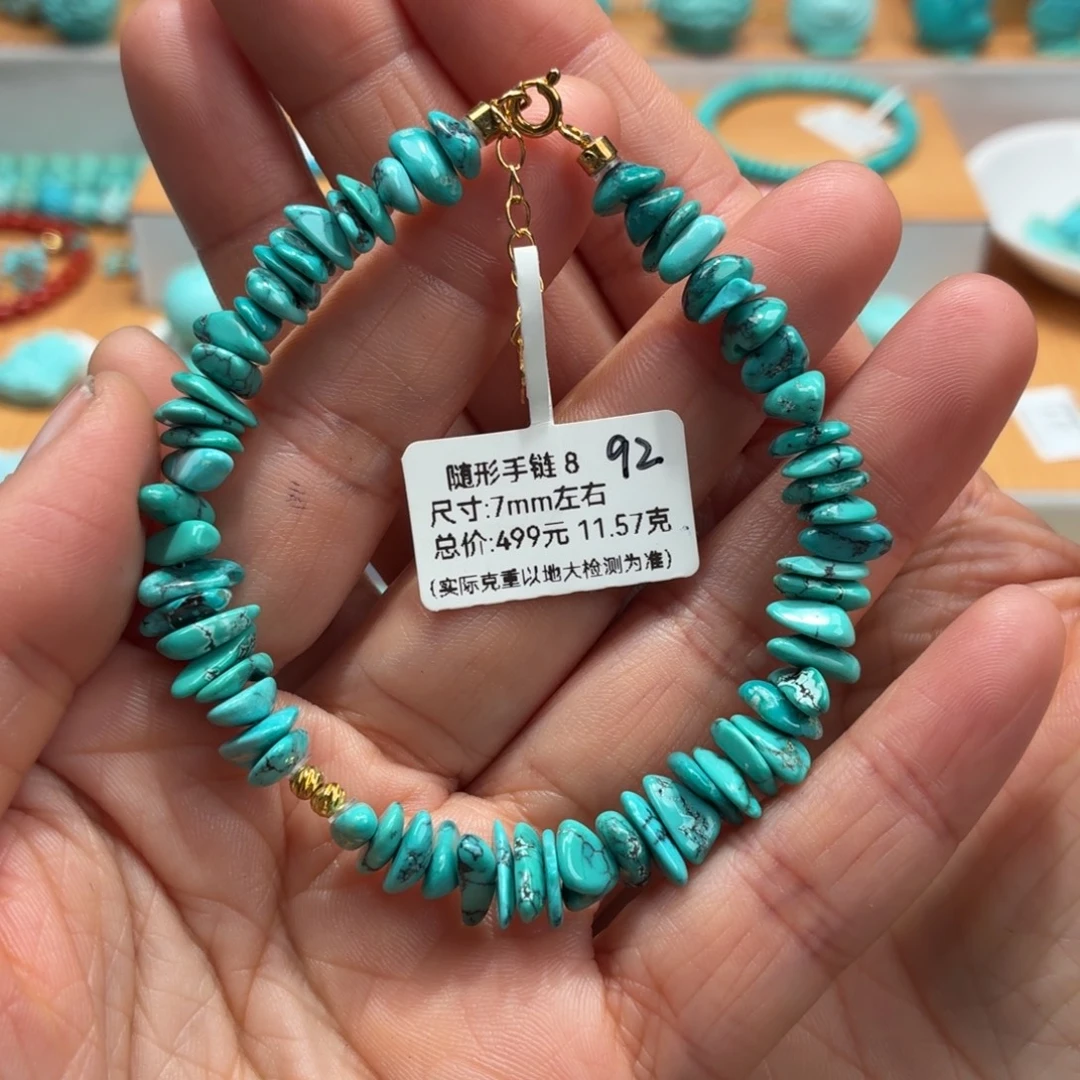 随形手链 8 92
尺寸:7mm左右
总价:499元 11.57克
(实际克重以地大检测为准)